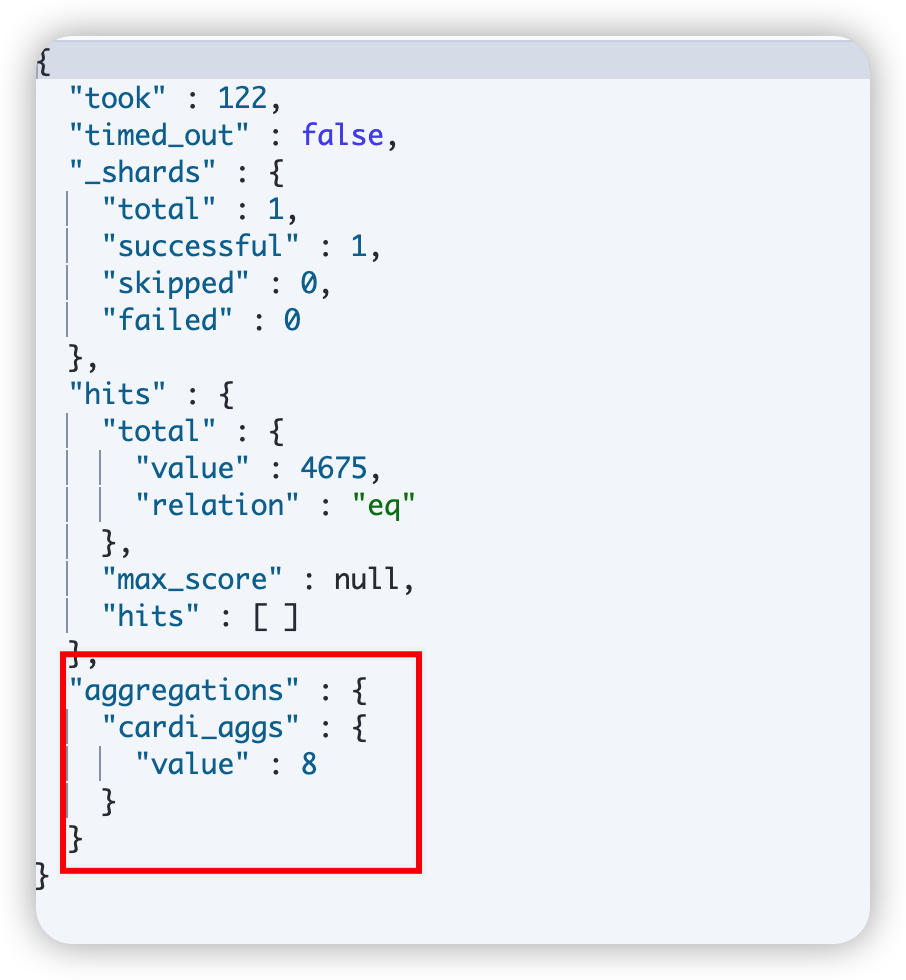 {
  "took" : 122,
  "timed_out" : false,
  "_shards" : {
    "total" : 1,
    "successful" : 1,
    "skipped" : 0,
    "failed" : 0
  },
  "hits" : {
    "total" : {
      "value" : 4675,
      "relation" : "eq"
    },
    "max_score" : null,
    "hits" : [ ]
  },
  "aggregations" : {
    "cardi_aggs" : {
      "value" : 8
    }
  }
}